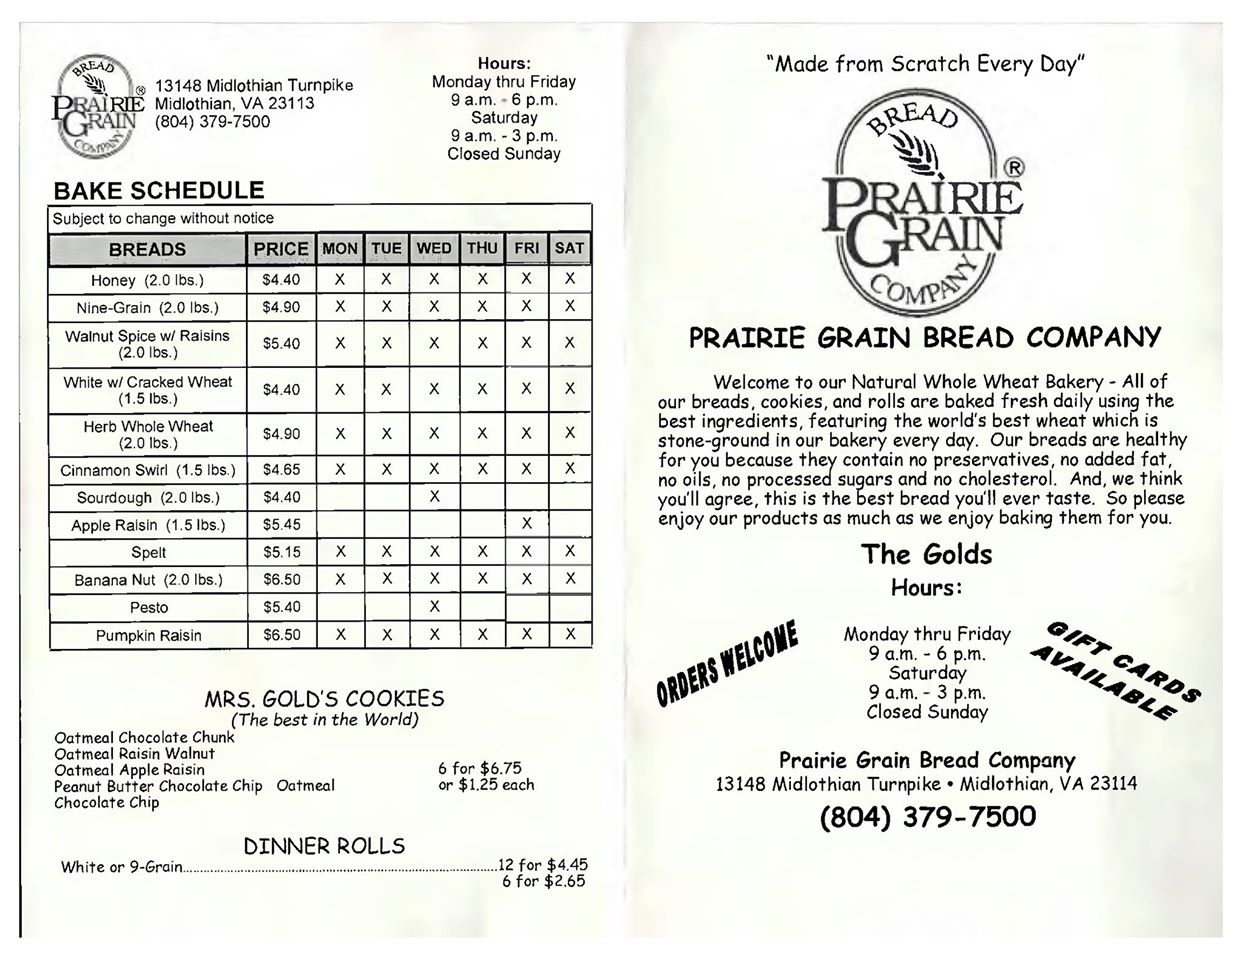 BREAD
PRAIRIE
GRAIN
COMPANY
®
13148 Midlothian Turnpike
Midlothian, VA 23113
(804) 379-7500
Hours:
Monday thru Friday
9 a.m. - 6 p.m.
Saturday
9 a.m. - 3 p.m.
Closed Sunday
BAKE SCHEDULE
Subject to change without notice
BREADS PRICE MON TUE WED THU FRI SAT
Honey (2.0 lbs.) $4.40 X X X X X X
Nine-Grain (2.0 lbs.) $4.90 X X X X X X
Walnut Spice w/ Raisins
(2.0 lbs.) $5.40 X X X X X X
White w/ Cracked Wheat
(1.5 lbs.) $4.40 X X X X X X
Herb Whole Wheat
(2.0 lbs.) $4.90 X X X X X X
Cinnamon Swirl (1.5 lbs.) $4.65 X X X X X X
Sourdough (2.0 lbs.) $4.40 X
Apple Raisin (1.5 lbs.) $5.45 X
Spelt $5.15 X X X X X X
Banana Nut (2.0 lbs.) $6.50 X X X X X X
Pesto $5.40 X
Pumpkin Raisin $6.50 X X X X X X
MRS. GOLD'S COOKIES
(The best in the World)
Oatmeal Chocolate Chunk
Oatmeal Raisin Walnut
Oatmeal Apple Raisin 6 for $6.75
Peanut Butter Chocolate Chip Oatmeal or $1.25 each
Chocolate Chip
DINNER ROLLS
White or 9-Grain..........12 for $4.45
6 for $2.65
"Made from Scratch Every Day"
BREAD
PRAIRIE
GRAIN
COMPANY
®
PRAIRIE GRAIN BREAD COMPANY
Welcome to our Natural Whole Wheat Bakery - All of
our breads, cookies, and rolls are baked fresh daily using the
best ingredients, featuring the world's best wheat which is
stone-ground in our bakery every day. Our breads are healthy
for you because they contain no preservatives, no added fat,
no oils, no processed sugars and no cholesterol. And, we think
you'll agree, this is the best bread you'll ever taste. So please
enjoy our products as much as we enjoy baking them for you.
The Golds
Hours:
ORDERS WELCOME
Monday thru Friday
9 a.m. - 6 p.m.
Saturday
9 a.m. - 3 p.m.
Closed Sunday
GIFT CARDS
AVAILABLE
Prairie Grain Bread Company
13148 Midlothian Turnpike • Midlothian, VA 23114
(804) 379-7500